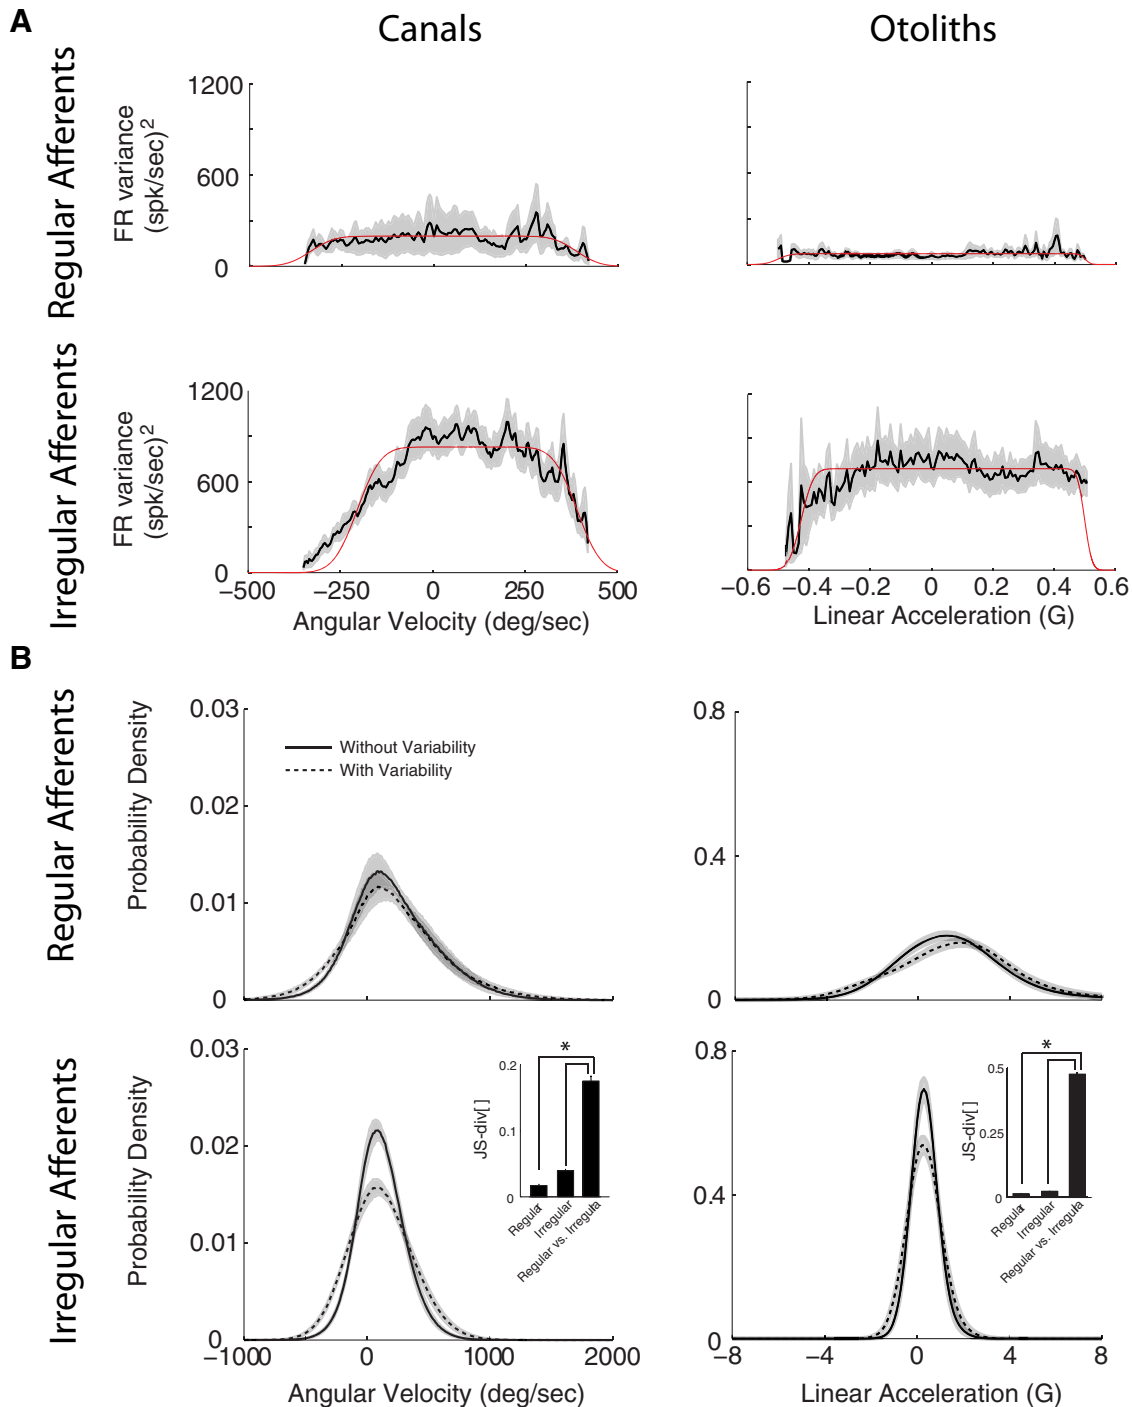 A
Canals
Otoliths
Regular Afferents
FR variance
(spk/sec)2
1200
600
0
Irregular Afferents
FR variance
(spk/sec)2
1200
600
0
−500
−250
0
250
500
Angular Velocity (deg/sec)
−0.6
−0.4
−0.2
0
0.2
0.4
0.6
Linear Acceleration (G)
B
Regular Afferents
Probability Density
0.03
0.02
0.01
0
Without Variability
With Variability
0.8
0.4
0
Irregular Afferents
Probability Density
0.03
0.02
0.01
0
−1000
0
1000
2000
Angular Velocity (deg/sec)
JS-div[ ]
0.2
0.1
0
*
Regular
Irregular
Regular vs. Irregula
0.8
0.4
0
−8
−4
0
4
8
Linear Acceleration (G)
JS-div[ ]
0.5
0.25
0
*
Regular
Irregular
Regular vs. Irregula